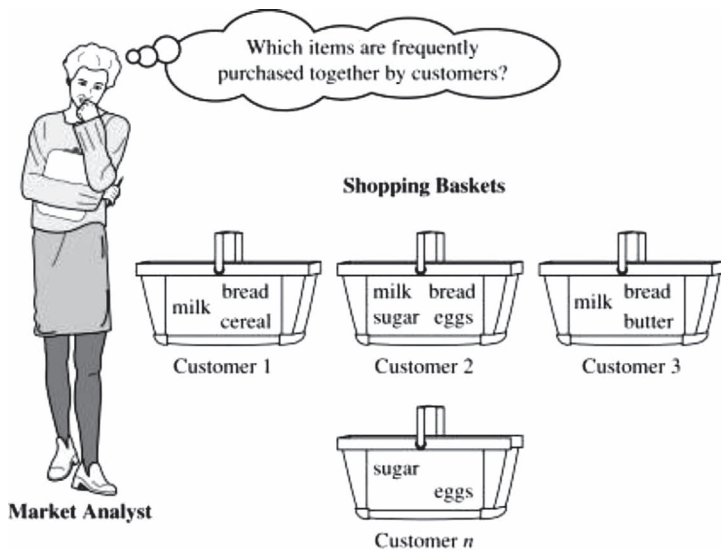 Which items are frequently
purchased together by customers?
Shopping Baskets
milk bread
cereal
Customer 1
milk bread
sugar eggs
Customer 2
milk bread
butter
Customer 3
sugar
eggs
Customer n
Market Analyst